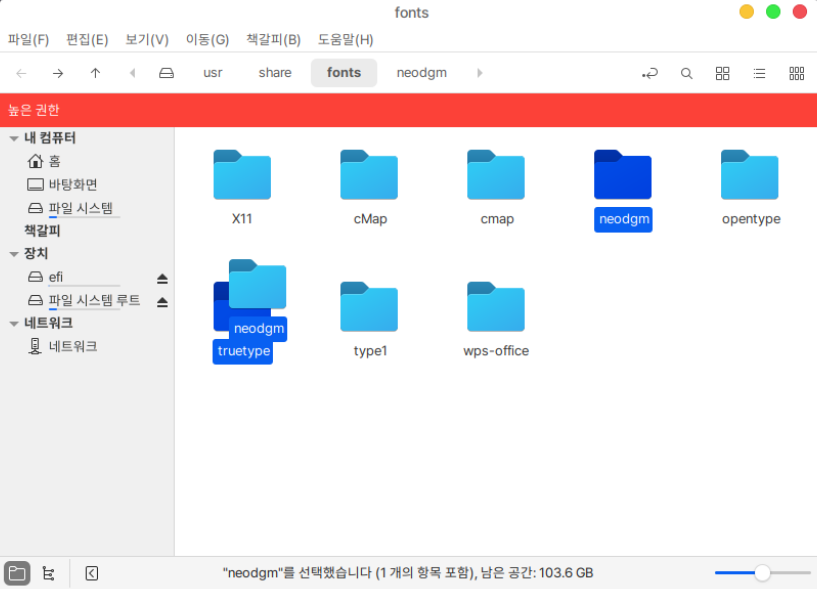 fonts
파일(F) 편집(E) 보기(V) 이동(G) 책갈피(B) 도움말(H)
usr share fonts neodgm
높은 권한
내 컴퓨터
홈
바탕화면
파일 시스템
책갈피
장치
efi
파일 시스템 루트
네트워크
네트워크
X11 cMap cmap neodgm opentype
neodgm
truetype type1 wps-office
"neodgm"를 선택했습니다 (1 개의 항목 포함), 남은 공간: 103.6 GB